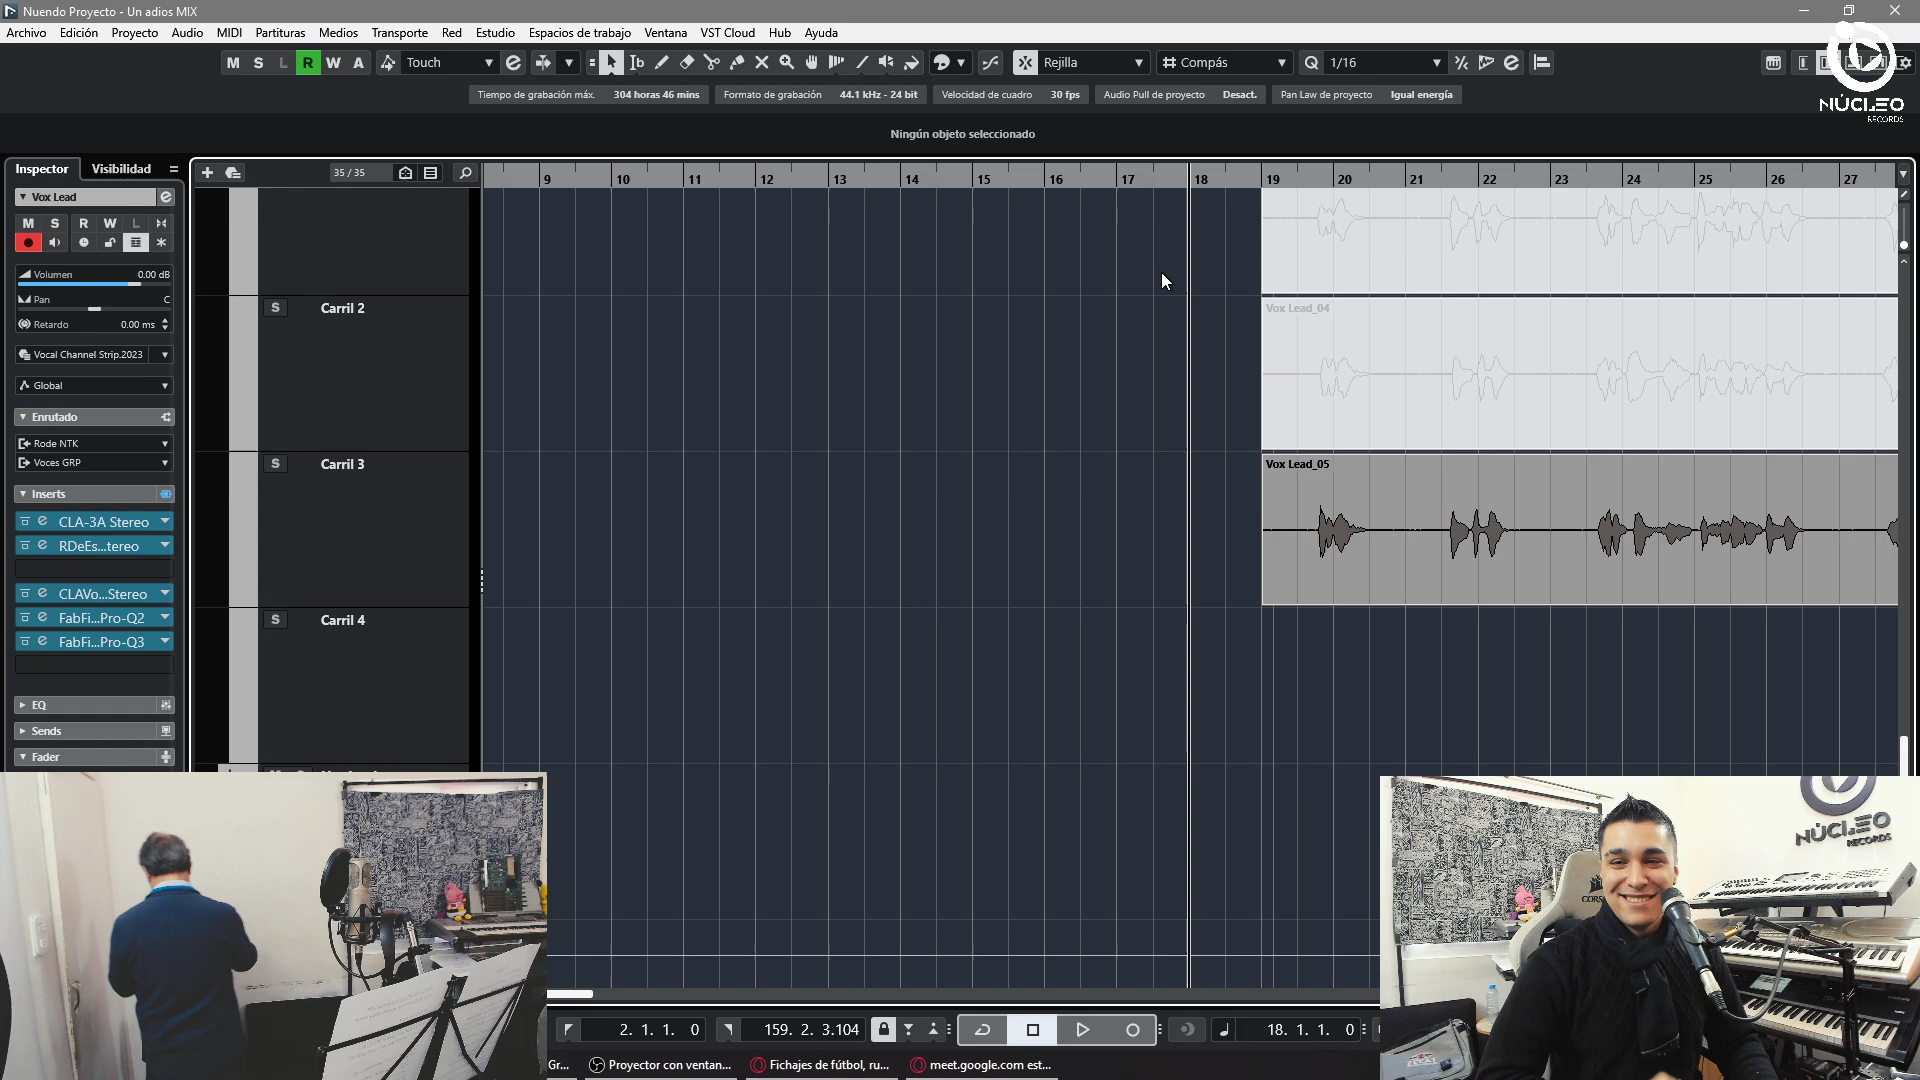 Nuendo Proyecto - Un adios MIX
Archivo Edición Proyecto Audio MIDI Partituras Medios Transporte Red Estudio Espacios de trabajo Ventana VST Cloud Hub Ayuda
M S L R W A Touch Rejilla Compás Q 1/16
NÚCLEO
RECORDS
Tiempo de grabación máx. 304 horas 46 mins Formato de grabación 44.1 kHz - 24 bit Velocidad de cuadro 30 fps Audio Pull de proyecto Desact. Pan Law de proyecto Igual energía
Ningún objeto seleccionado
Inspector Visibilidad
35 / 35
9 10 11 12 13 14 15 16 17 18 19 20 21 22 23 24 25 26 27
Vox Lead
M S R W L
Volumen 0.00 dB
Pan C
Retardo 0.00 ms
Vocal Channel Strip.2023
Global
Enrutado
Rode NTK
Voces GRP
Inserts
CLA-3A Stereo
RDeEs...tereo
CLAVo...Stereo
FabFi...Pro-Q2
FabFi...Pro-Q3
EQ
Sends
Fader
S Carril 2
Vox Lead_04
S Carril 3
Vox Lead_05
S Carril 4
NÚCLEO
RECORDS
2. 1. 1. 0 159. 2. 3.104 18. 1. 1. 0
Gr... Proyector con ventan... Fichajes de fútbol, ru... meet.google.com est...